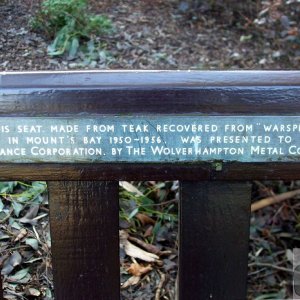 IS SEAT, MADE FROM TEAK RECOVERED FROM "WARSP
IN MOUNT'S BAY 1950-1956, WAS PRESENTED TO
ANCE CORPORATION, BY THE WOLVERHAMPTON METAL CO